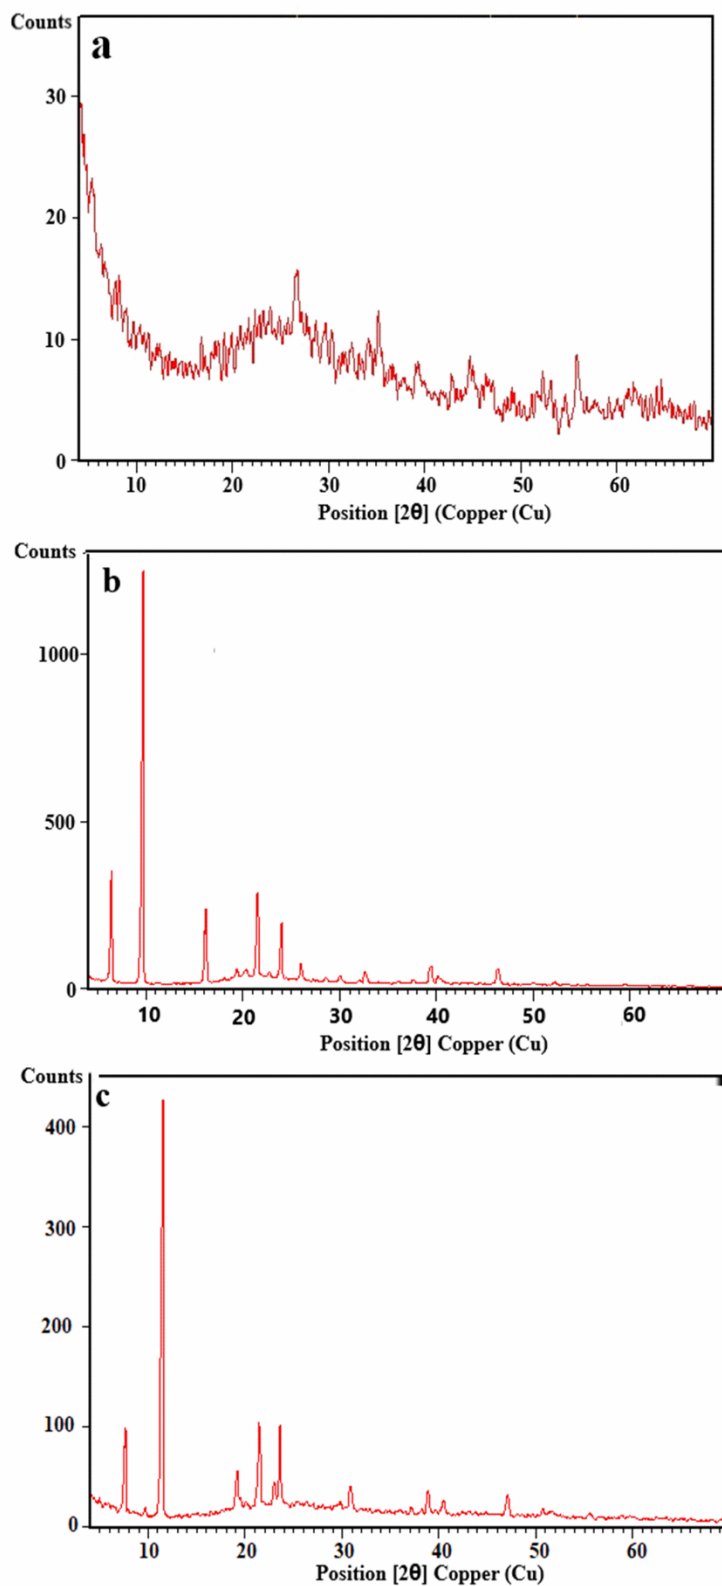 Counts
a
30
20
10
0
10 20 30 40 50 60
Position [2θ] (Copper (Cu)
Counts
b
1000
500
0
10 20 30 40 50 60
Position [2θ] Copper (Cu)
Counts
c
400
300
200
100
0
10 20 30 40 50 60
Position [2θ] Copper (Cu)